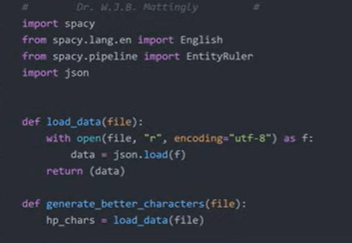 # Dr. W.J.B. Mattingly #
import spacy
from spacy.lang.en import English
from spacy.pipeline import EntityRuler
import json
def load_data(file):
with open(file, "r", encoding="utf-8") as f:
data = json.load(f)
return (data)
def generate_better_characters(file):
hp_chars = load_data(file)